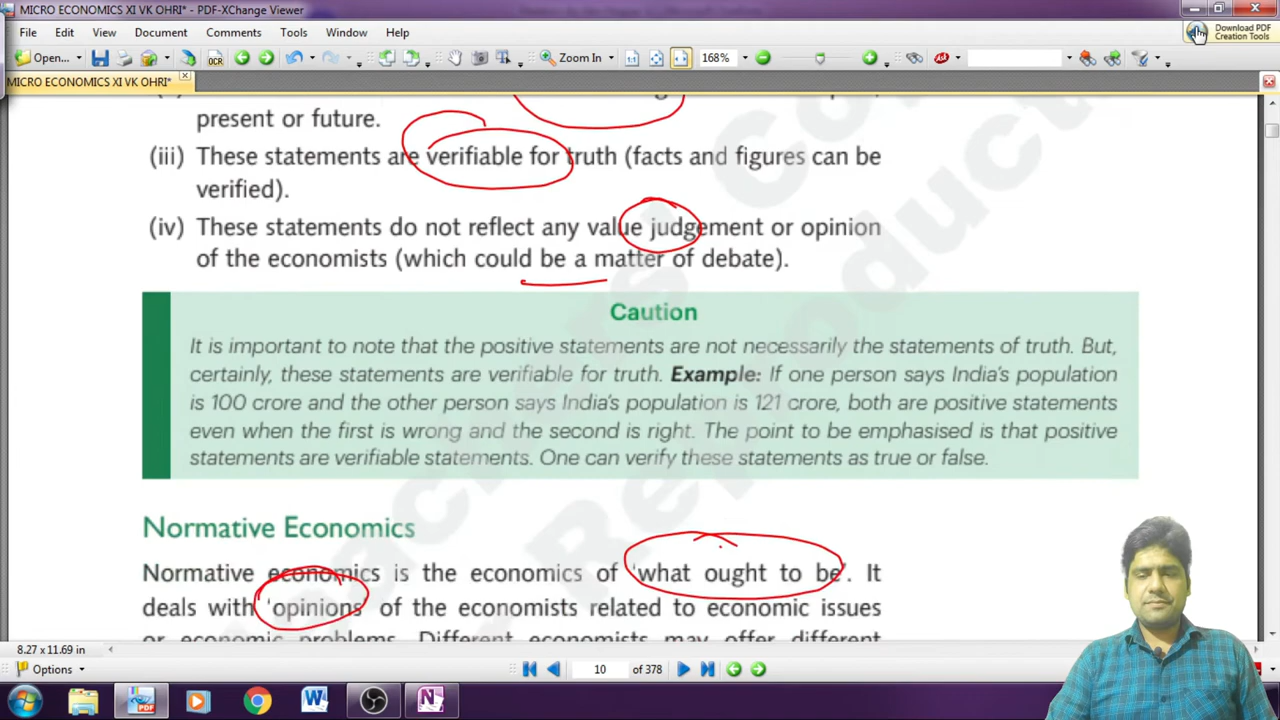 MICRO ECONOMICS XI VK OHRI* - PDF-XChange Viewer
File Edit View Document Comments Tools Window Help
Download PDF
Creation Tools
Open... OCR Zoom In 168%
MICRO ECONOMICS XI VK OHRI*
present or future.
(iii) These statements are verifiable for truth (facts and figures can be
verified).
(iv) These statements do not reflect any value judgement or opinion
of the economists (which could be a matter of debate).
Caution
It is important to note that the positive statements are not necessarily the statements of truth. But,
certainly, these statements are verifiable for truth. Example: If one person says India's population
is 100 crore and the other person says India's population is 121 crore, both are positive statements
even when the first is wrong and the second is right. The point to be emphasised is that positive
statements are verifiable statements. One can verify these statements as true or false.
Normative Economics
Normative economics is the economics of 'what ought to be'. It
deals with 'opinions of the economists related to economic issues
or economic problems. Different economists may offer different
8.27 x 11.69 in
Options 10 of 378